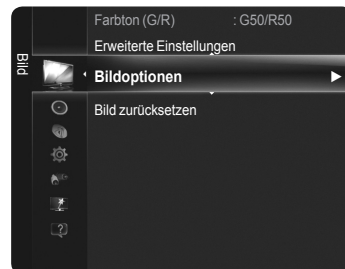 Bild
Farbton (G/R) : G50/R50
Erweiterte Einstellungen
Bildoptionen
Bild zurücksetzen